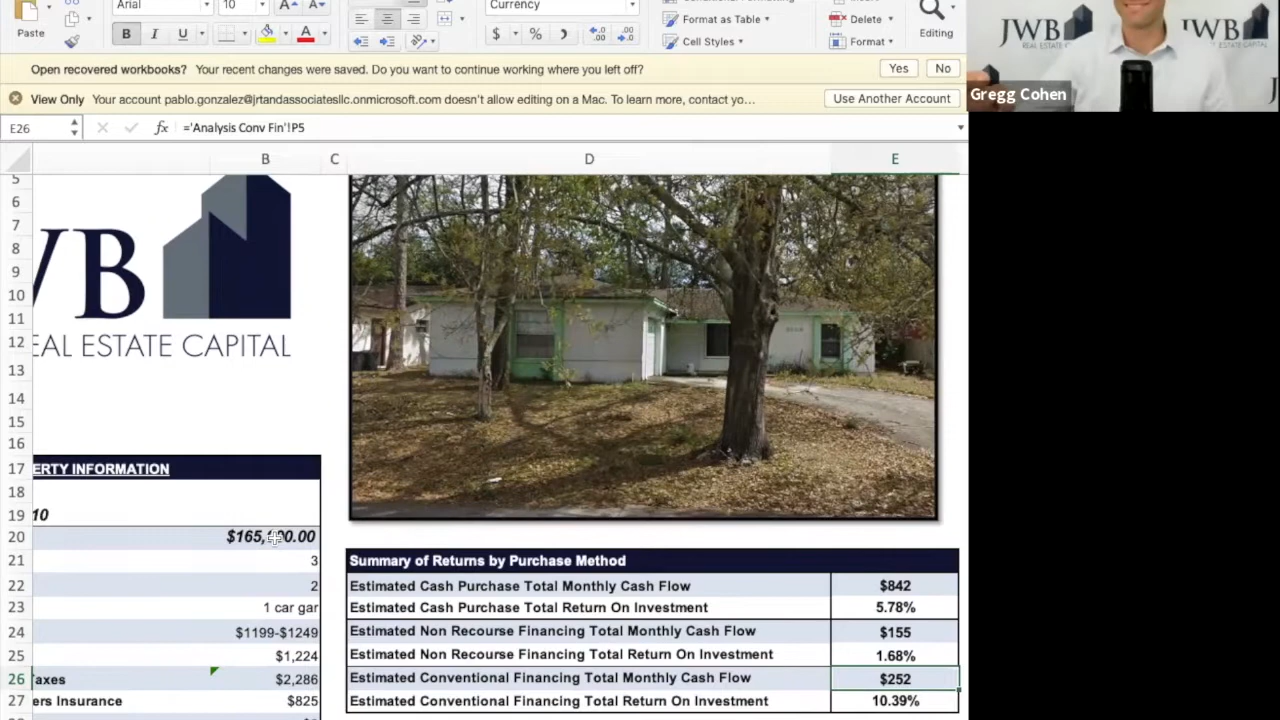 Arial
10
Currency
Paste
B I U
A
$ % 
Format as Table
Cell Styles
Delete
Format
Editing
Open recovered workbooks? Your recent changes were saved. Do you want to continue working where you left off?
Yes
No
View Only Your account pablo.gonzalez@jrtandassociatesllc.onmicrosoft.com doesn't allow editing on a Mac. To learn more, contact yo...
Use Another Account
JWB
REAL ESTATE
JWB
Gregg Cohen
E26
fx
='Analysis Conv Fin'!P5
B C D E
5
6
7
8
9
10
11
12
13
14
15
16
WB
EAL ESTATE CAPITAL
17 ERTY INFORMATION
18
19 10
20
21 3
22 2
23 1 car gar
24 $1199-$1249
25 $1,224
26 axes $2,286
27 ers Insurance $825
Summary of Returns by Purchase Method
Estimated Cash Purchase Total Monthly Cash Flow $842
Estimated Cash Purchase Total Return On Investment 5.78%
Estimated Non Recourse Financing Total Monthly Cash Flow $155
Estimated Non Recourse Financing Total Return On Investment 1.68%
Estimated Conventional Financing Total Monthly Cash Flow $252
Estimated Conventional Financing Total Return On Investment 10.39%